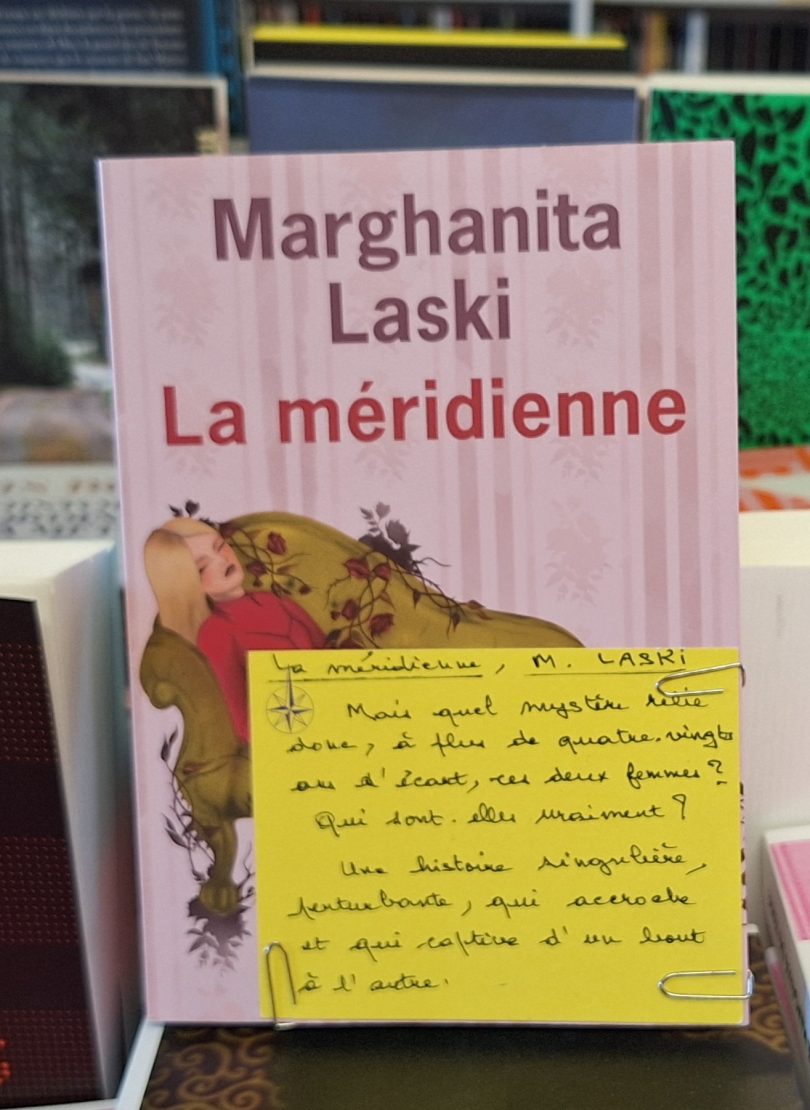 Marghanita
Laski
La méridienne
La méridienne, M. LASKI
Mais quel mystère relie
donc, à plus de quatre-vingts
ans d'écart, ces deux femmes?
Qui sont-elles vraiment?
Une histoire singulière,
perturbante, qui accroche
et qui captive d'un bout
à l'autre.